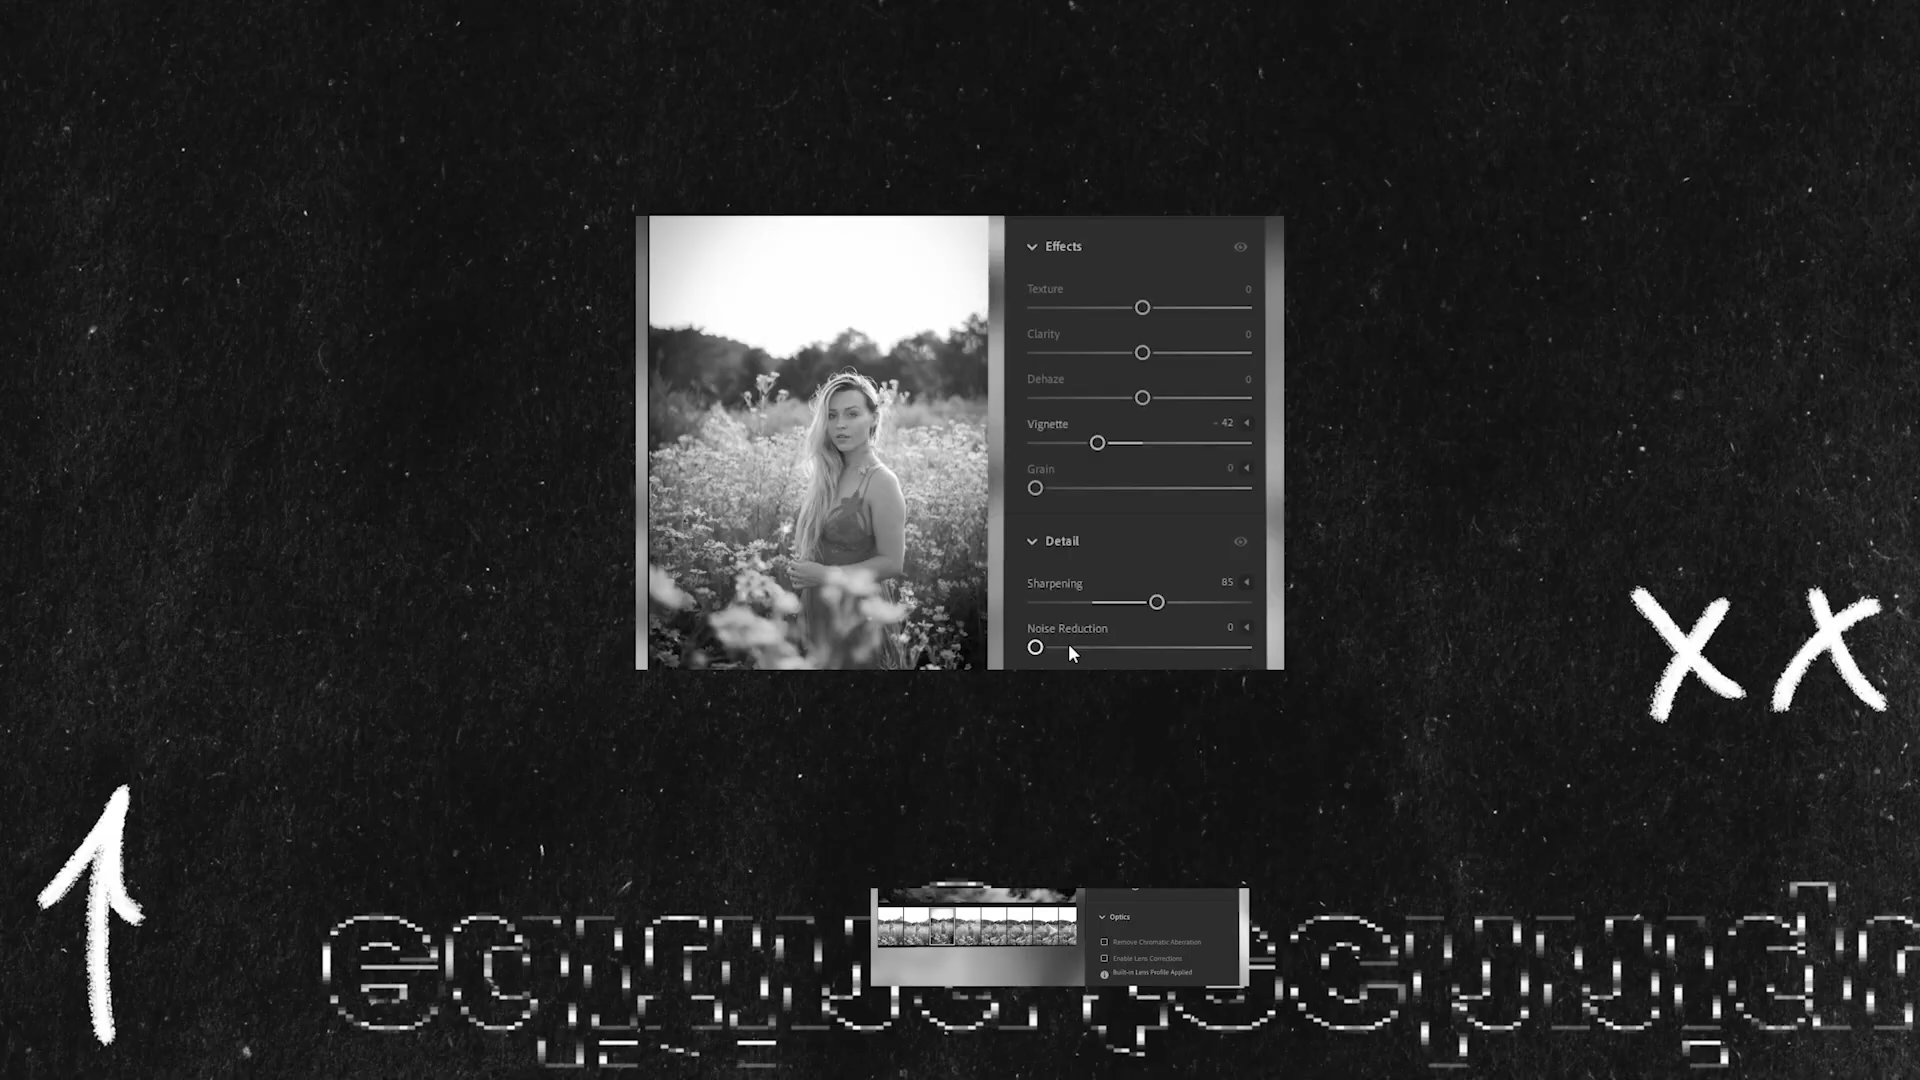 Effects
Texture 0
Clarity 0
Dehaze 0
Vignette - 42
Grain 0
Detail
Sharpening 85
Noise Reduction 0
Optics
Remove Chromatic Aberration
Enable Lens Corrections
Built-in Lens Profile Applied
xx